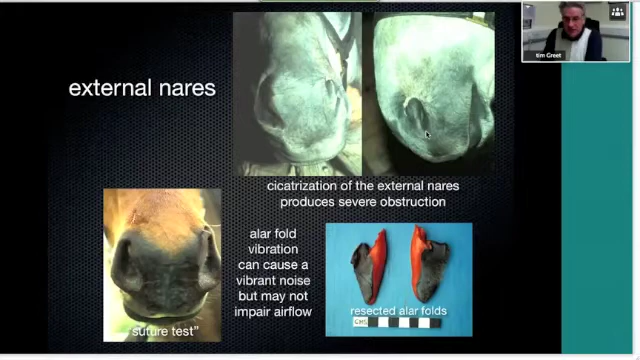 tim Greet
external nares
cicatrization of the external nares
produces severe obstruction
alar fold
vibration
can cause a
vibrant noise
but may not
impair airflow
"suture test"
resected alar folds